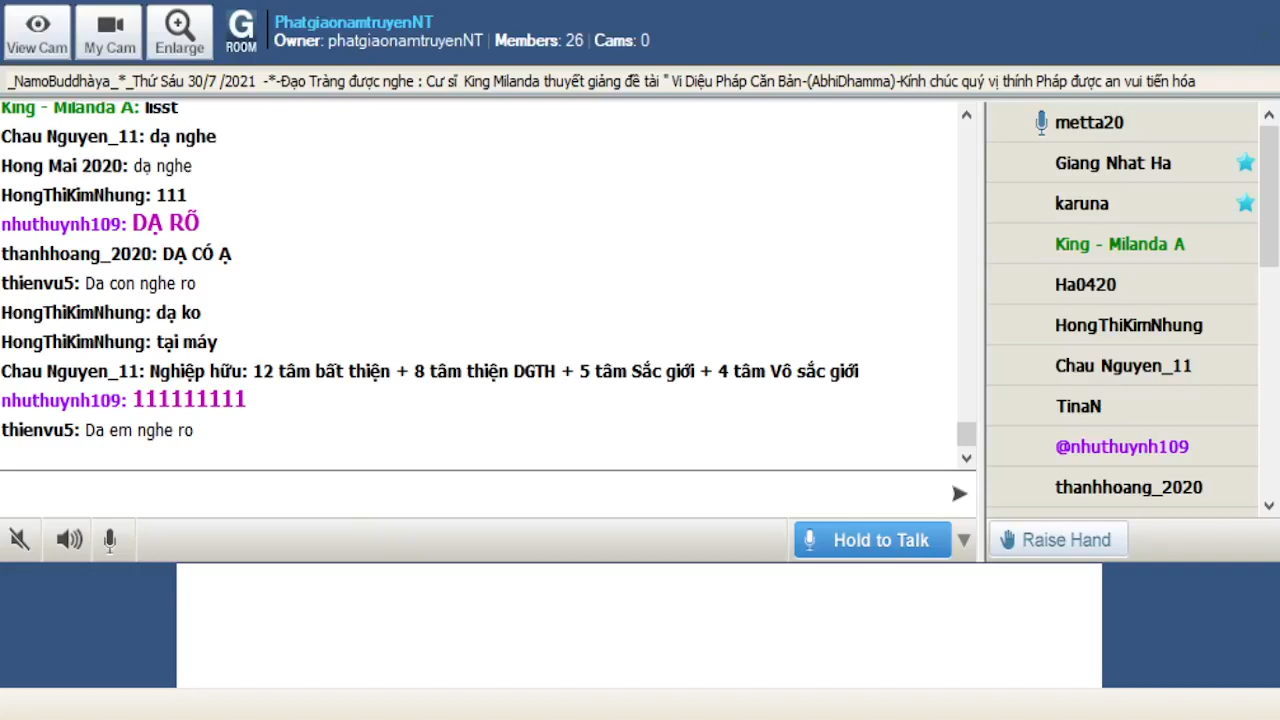 View Cam
My Cam
Enlarge
G
ROOM
PhatgiaonamtruyenNT
Owner: phatgiaonamtruyenNT | Members: 26 | Cams: 0
_NamoBuddhàya_*_Thứ Sáu 30/7 /2021 -*-Đạo Tràng được nghe : Cư sĩ King Milanda thuyết giảng đề tài " Vi Diệu Pháp Căn Bản-(AbhiDhamma)-Kính chúc quý vị thính Pháp được an vui tiến hóa
King - Milanda A: lisst
Chau Nguyen_11: dạ nghe
Hong Mai 2020: dạ nghe
HongThiKimNhung: 111
nhuthuynh109: DẠ RÕ
thanhhoang_2020: DẠ CÓ Ạ
thienvu5: Da con nghe ro
HongThiKimNhung: dạ ko
HongThiKimNhung: tại máy
Chau Nguyen_11: Nghiệp hữu: 12 tâm bất thiện + 8 tâm thiện DGTH + 5 tâm Sắc giới + 4 tâm Vô sắc giới
nhuthuynh109: 111111111
thienvu5: Da em nghe ro
metta20
Giang Nhat Ha
karuna
King - Milanda A
Ha0420
HongThiKimNhung
Chau Nguyen_11
TinaN
@nhuthuynh109
thanhhoang_2020
Hold to Talk
Raise Hand